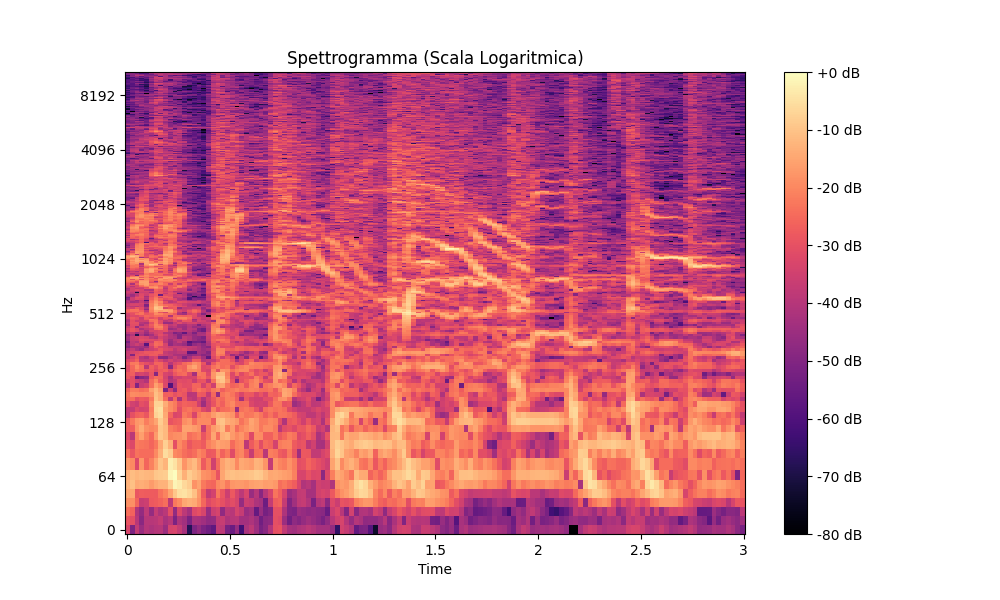 Spettrogramma (Scala Logaritmica)
Hz
8192
4096
2048
1024
512
256
128
64
0
0
0.5
1
1.5
2
2.5
3
Time
+0 dB
-10 dB
-20 dB
-30 dB
-40 dB
-50 dB
-60 dB
-70 dB
-80 dB